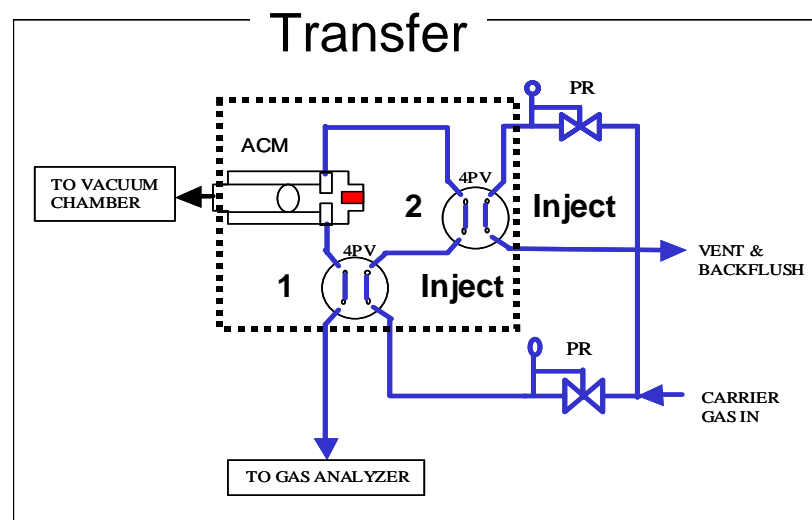 Transfer
PR
ACM
4PV
TO VACUUM
CHAMBER
2
Inject
4PV
VENT &
BACKFLUSH
1
Inject
PR
CARRIER
GAS IN
TO GAS ANALYZER